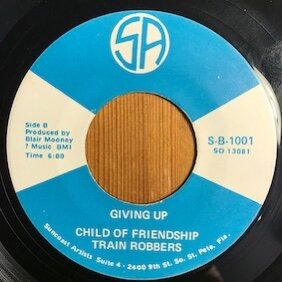 SA
Side B
Produced by
Blair Mooney
? Music BMI
Time 6:00
S-B-1001
SO 13081
GIVING UP
CHILD OF FRIENDSHIP
TRAIN ROBBERS
Suncoast Artists Suite 4 - 2400 9th St. So. St. Pete, Fla.